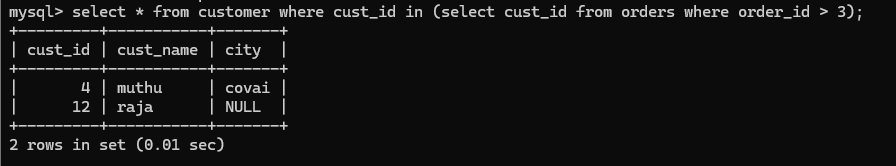 mysql> select * from customer where cust_id in (select cust_id from orders where order_id > 3);
+---------+-----------+-------+
| cust_id | cust_name | city  |
+---------+-----------+-------+
|       4 | muthu     | covai |
|      12 | raja      | NULL  |
+---------+-----------+-------+
2 rows in set (0.01 sec)